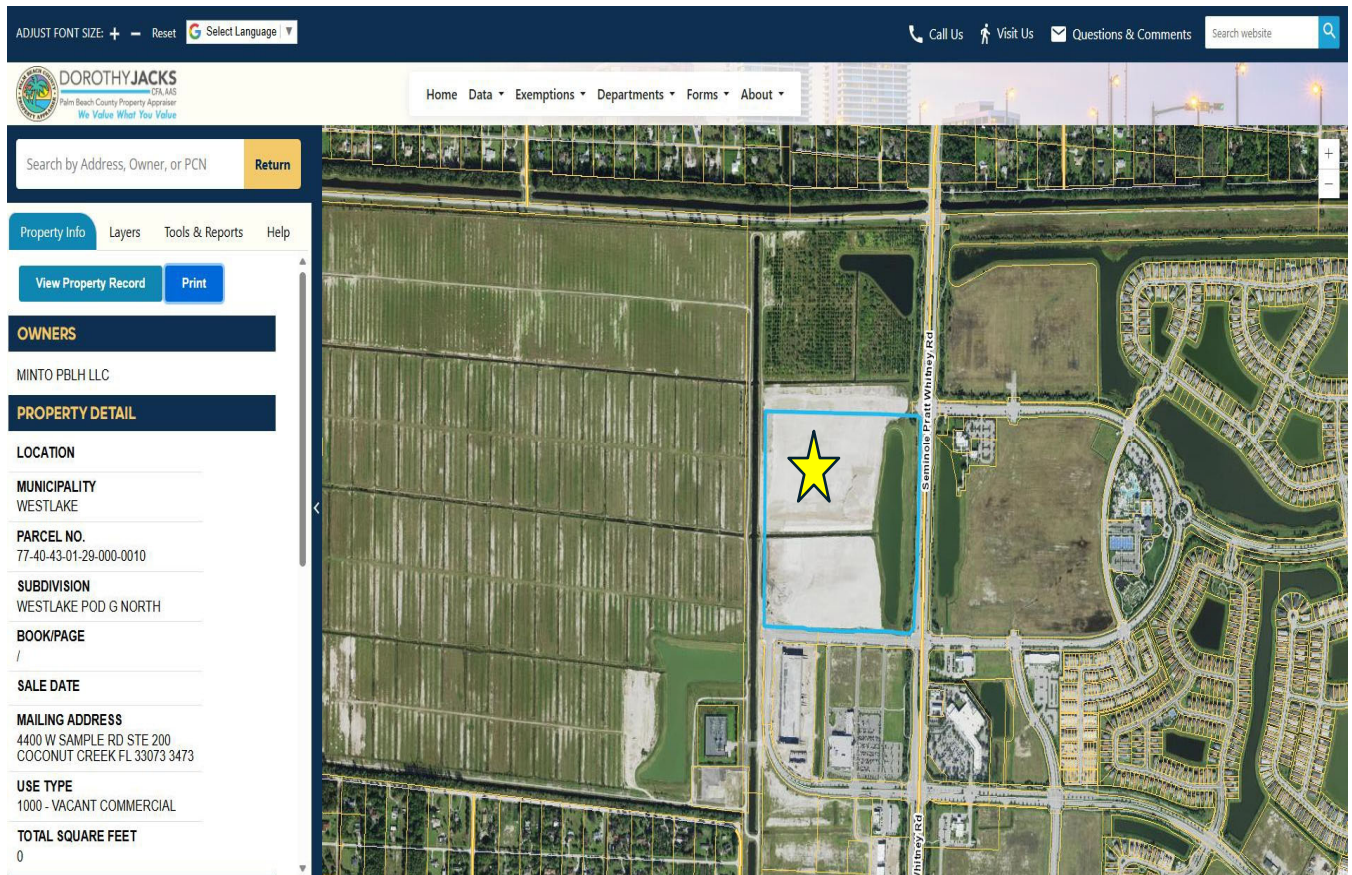 ADJUST FONT SIZE: + − Reset G Select Language ▼
Call Us Visit Us Questions & Comments Search website
DOROTHY JACKS
CFA, AAS
Palm Beach County Property Appraiser
We Value What You Value
Home Data Exemptions Departments Forms About
Search by Address, Owner, or PCN Return
Property Info Layers Tools & Reports Help
View Property Record Print
OWNERS
MINTO PBLH LLC
PROPERTY DETAIL
LOCATION
MUNICIPALITY
WESTLAKE
PARCEL NO.
77-40-43-01-29-000-0010
SUBDIVISION
WESTLAKE POD G NORTH
BOOK/PAGE
/
SALE DATE
MAILING ADDRESS
4400 W SAMPLE RD STE 200
COCONUT CREEK FL 33073 3473
USE TYPE
1000 - VACANT COMMERCIAL
TOTAL SQUARE FEET
0
+
−
Seminole Pratt Whitney Rd
Whitney Rd